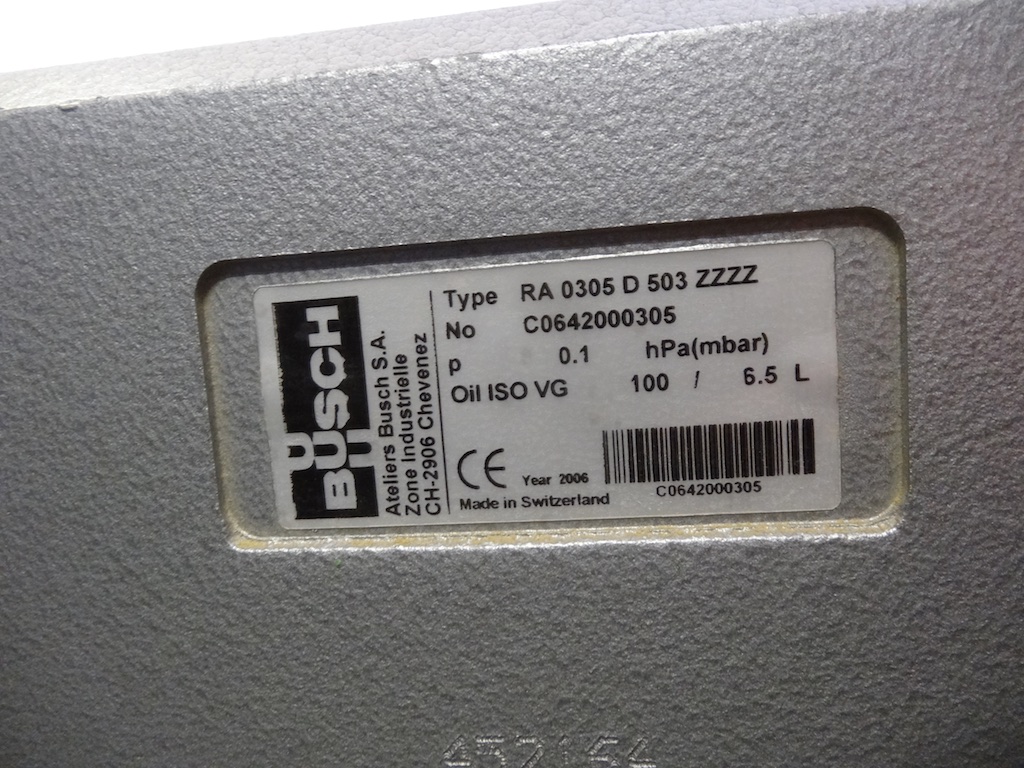 BUSCH
Ateliers Busch S.A.
Zone Industrielle
CH-2906 Chevenez
Type RA 0305 D 503 ZZZZ
No C0642000305
p 0.1 hPa(mbar)
Oil ISO VG 100 / 6.5 L
CE Year 2006
C0642000305
Made in Switzerland